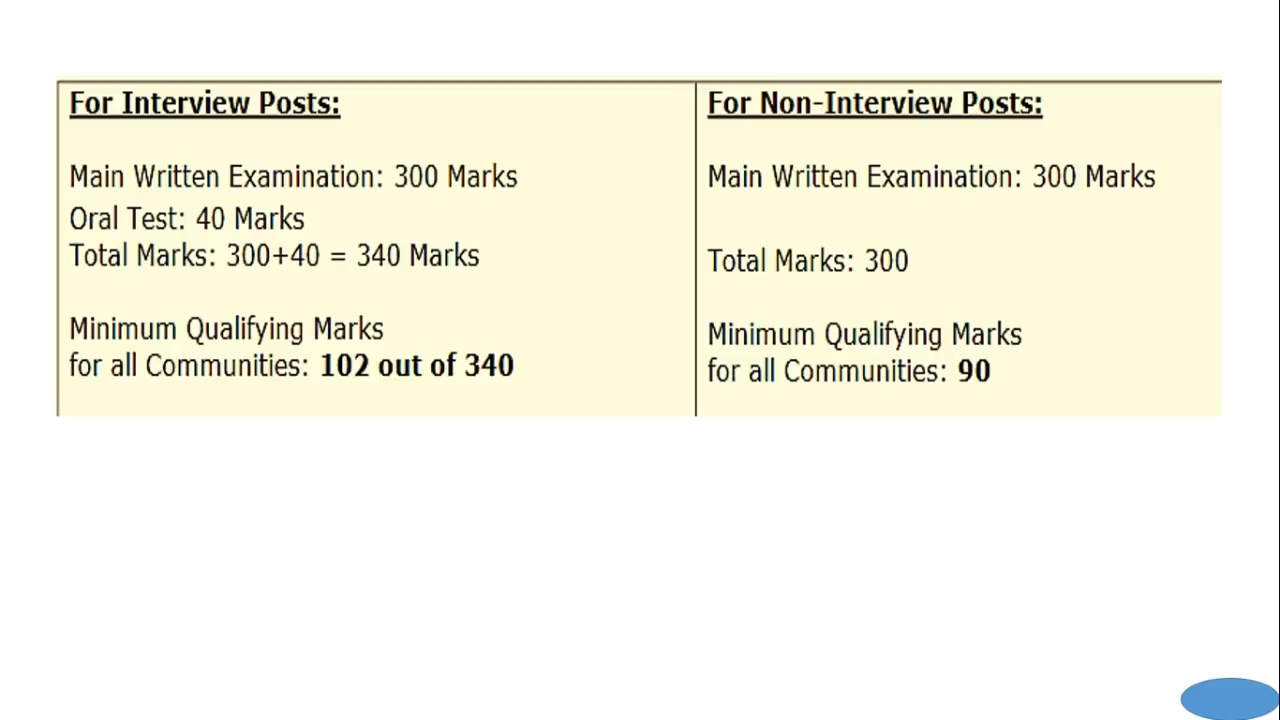 For Interview Posts:
Main Written Examination: 300 Marks
Oral Test: 40 Marks
Total Marks: 300+40 = 340 Marks
Minimum Qualifying Marks
for all Communities: 102 out of 340
For Non-Interview Posts:
Main Written Examination: 300 Marks
Total Marks: 300
Minimum Qualifying Marks
for all Communities: 90